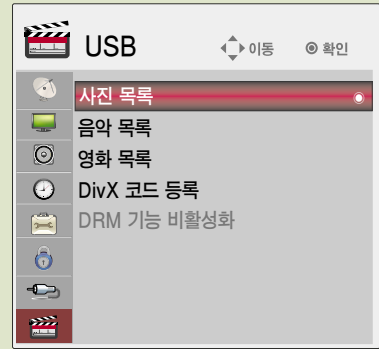 USB 이동 확인
사진 목록
음악 목록
영화 목록
DivX 코드 등록
DRM 기능 비활성화